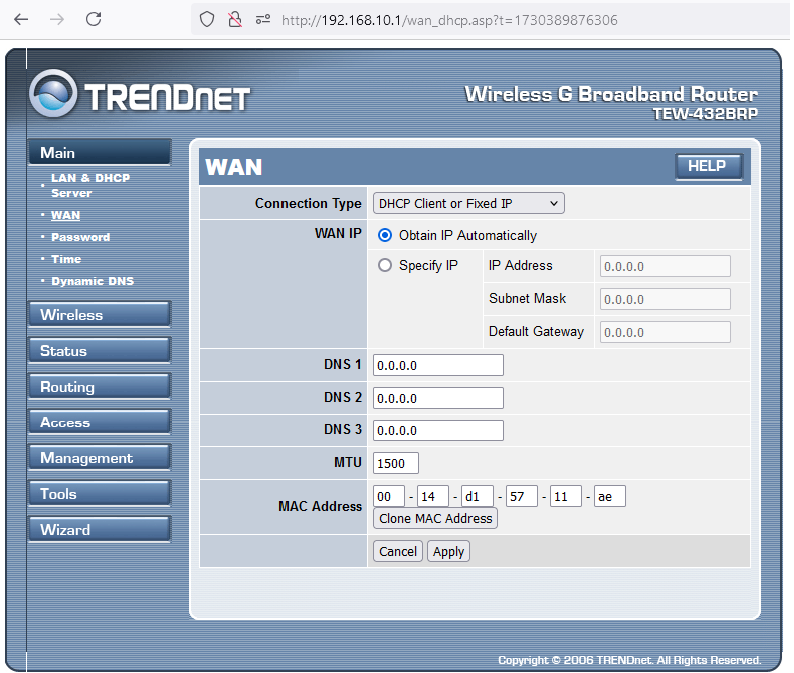 http://192.168.10.1/wan_dhcp.asp?t=1730389876306
TRENDNET
Wireless G Broadband Router
TEW-432BRP
Main
LAN & DHCP
Server
WAN
Password
Time
Dynamic DNS
Wireless
Status
Routing
Access
Management
Tools
Wizard
WAN
HELP
Connection Type DHCP Client or Fixed IP
WAN IP Obtain IP Automatically
Specify IP IP Address 0.0.0.0
Subnet Mask 0.0.0.0
Default Gateway 0.0.0.0
DNS 1 0.0.0.0
DNS 2 0.0.0.0
DNS 3 0.0.0.0
MTU 1500
MAC Address 00 - 14 - d1 - 57 - 11 - ae
Clone MAC Address
Cancel Apply
Copyright © 2006 TRENDnet. All Rights Reserved.